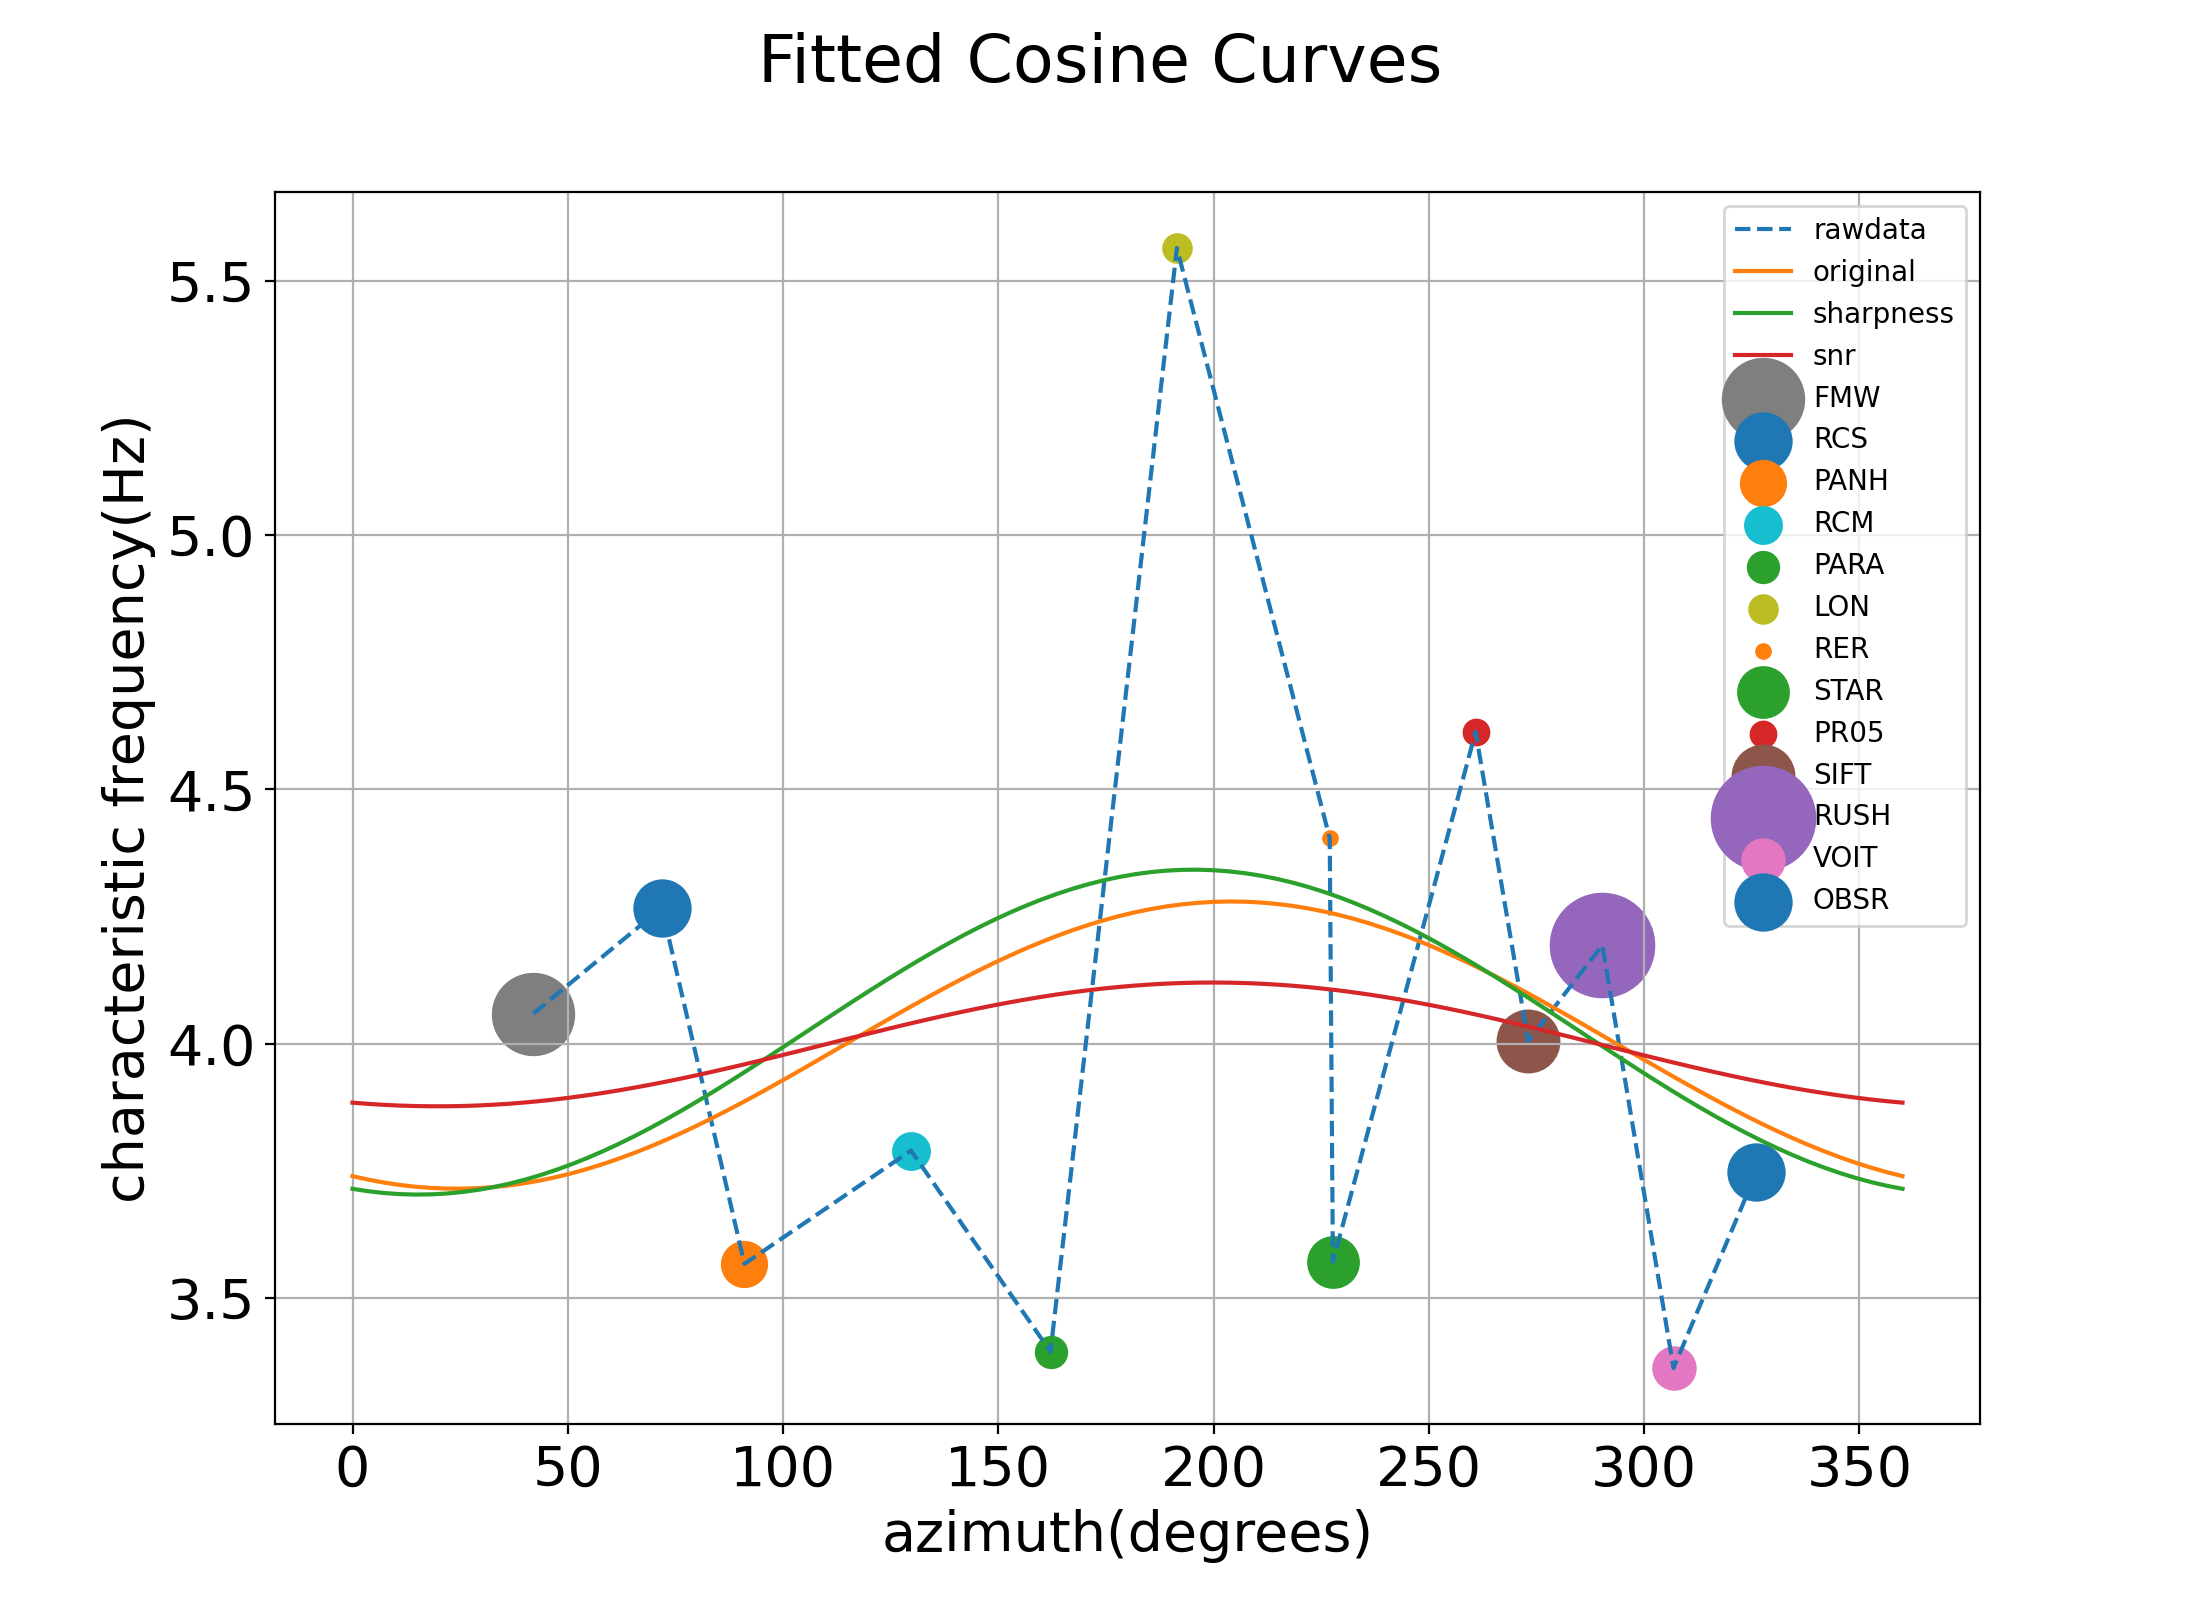 Fitted Cosine Curves
characteristic frequency(Hz)
5.5
5.0
4.5
4.0
3.5
rawdata
original
sharpness
snr
FMW
RCS
PANH
RCM
PARA
LON
RER
STAR
PR05
SIFT
RUSH
VOIT
OBSR
0 50 100 150 200 250 300 350
azimuth(degrees)